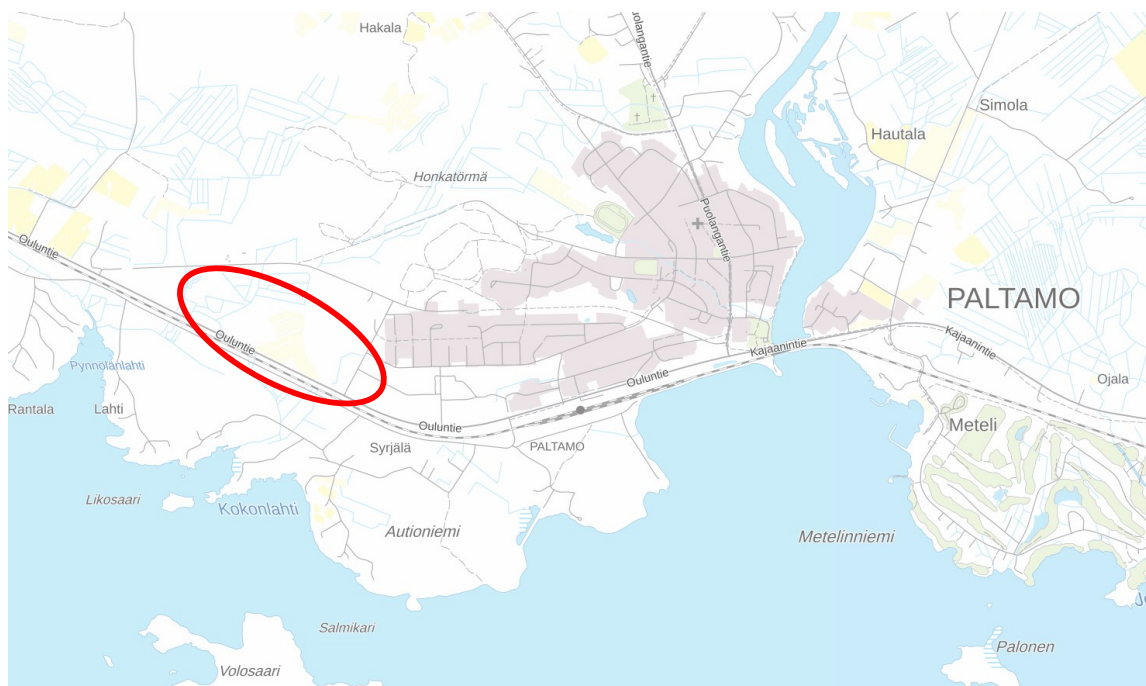 Hakala
Puolangantie
Simola
Hautala
Honkatörmä
Puolangantie
Ouluntie
PALTAMO
Ouluntie
Kajaanintie
Kajaanintie
Pynnölänlahti
Ouluntie
Ojala
Rantala
Lahti
Ouluntie
Meteli
Syrjälä
PALTAMO
Likosaari
Kokonlahti
Autioniemi
Metelinniemi
Salmikari
Palonen
Volosaari